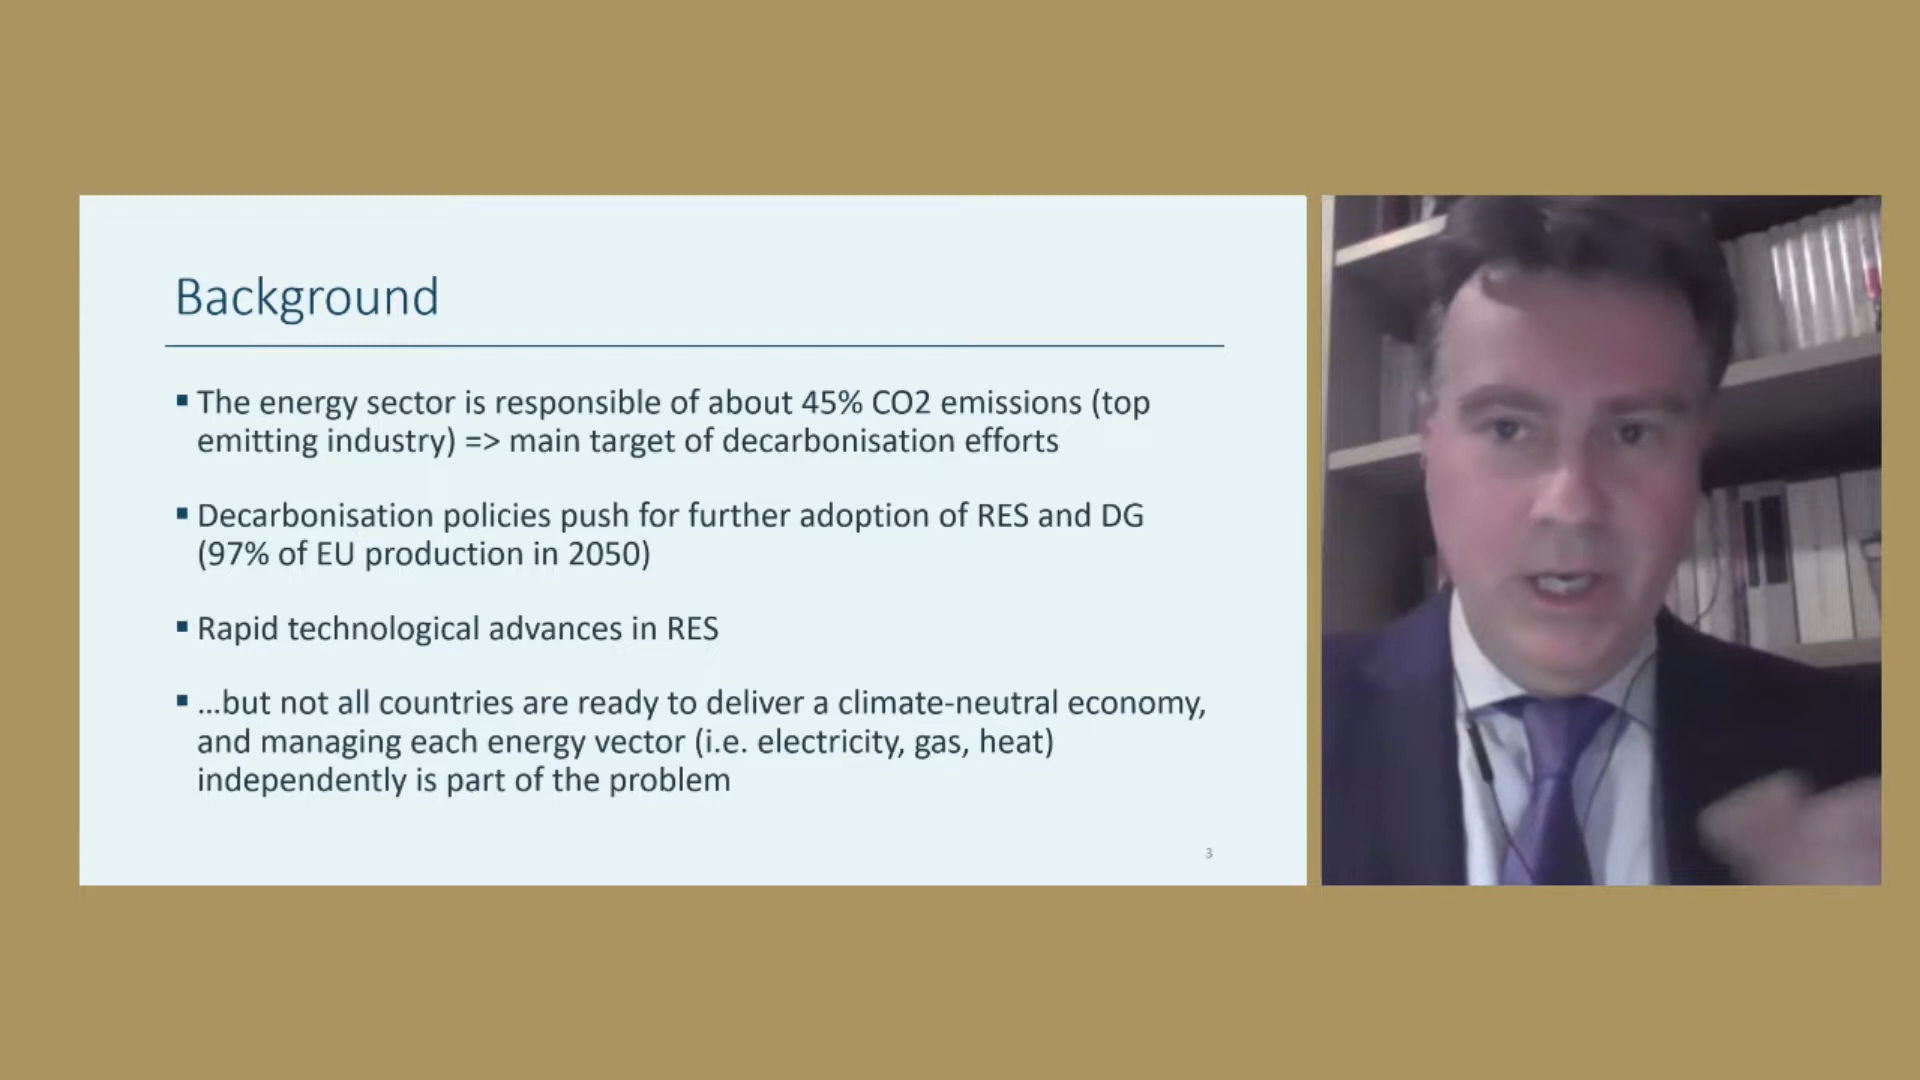 Background
▪ The energy sector is responsible of about 45% CO2 emissions (top
emitting industry) => main target of decarbonisation efforts
▪ Decarbonisation policies push for further adoption of RES and DG
(97% of EU production in 2050)
▪ Rapid technological advances in RES
▪ ...but not all countries are ready to deliver a climate-neutral economy,
and managing each energy vector (i.e. electricity, gas, heat)
independently is part of the problem
3